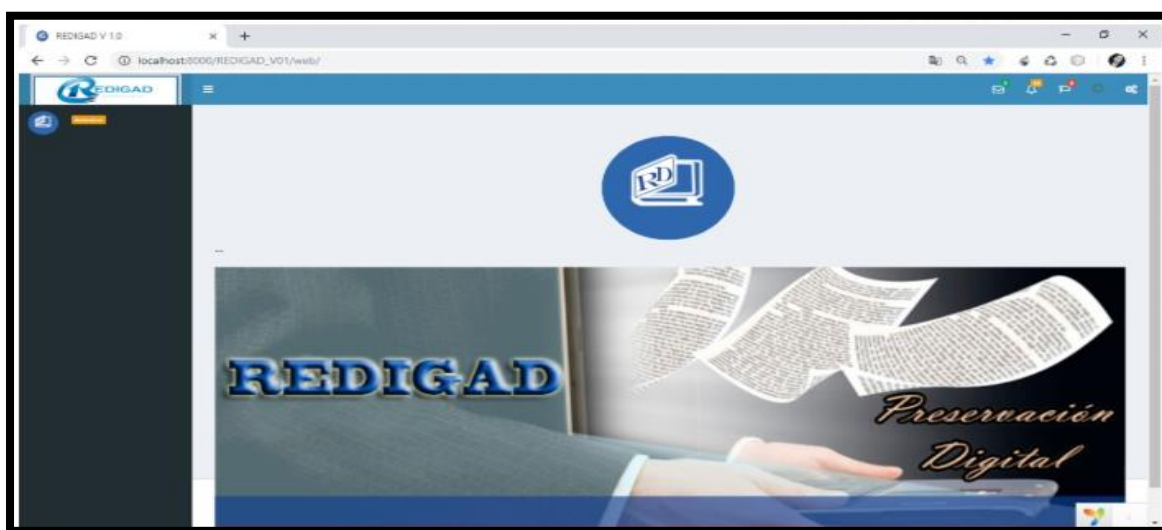 REDIGAD V 1.0
localhost:8000/REDIGAD_V01/web/
REDIGAD
RD
--
REDIGAD
Preservación
Digital